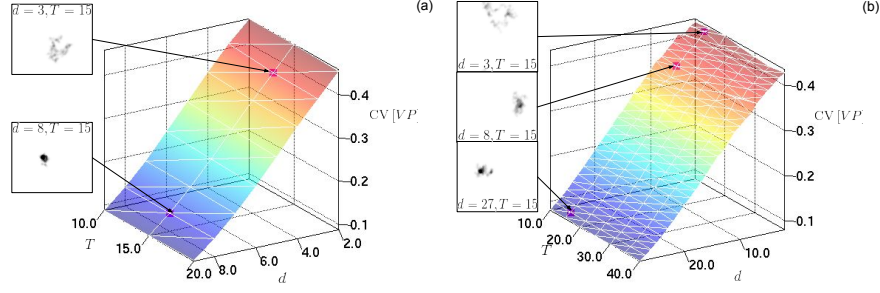 (a)
d = 3, T = 15
d = 8, T = 15
0.4
CV [VP]
0.3
0.2
0.1
10.0
T
15.0
20.0
8.0
6.0
d
4.0
2.0
(b)
d = 3, T = 15
d = 8, T = 15
d = 27, T = 15
0.4
CV [VP]
0.3
0.2
0.1
10.0
T
20.0
30.0
40.0
20.0
d
10.0